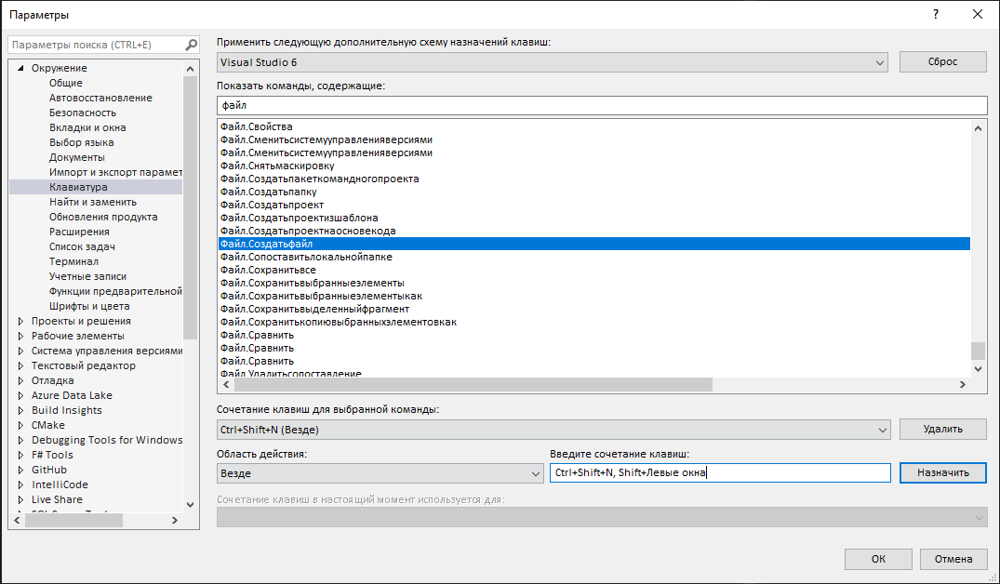 Параметры
?
Параметры поиска (CTRL+E)
Окружение
Общие
Автовосстановление
Безопасность
Вкладки и окна
Выбор языка
Документы
Импорт и экспорт парамет
Клавиатура
Найти и заменить
Обновления продукта
Расширения
Список задач
Терминал
Учетные записи
Функции предварительной
Шрифты и цвета
Проекты и решения
Рабочие элементы
Система управления версиями
Текстовый редактор
Отладка
Azure Data Lake
Build Insights
CMake
Debugging Tools for Windows
F# Tools
GitHub
IntelliCode
Live Share
Применить следующую дополнительную схему назначений клавиш:
Visual Studio 6
Сброс
Показать команды, содержащие:
файл
Файл.Свойства
Файл.Сменитьсистемууправленияверсиями
Файл.Сменитьсистемууправленияверсиями
Файл.Снятьмаскировку
Файл.Создатьпакеткомандногопроекта
Файл.Создатьпапку
Файл.Создатьпроект
Файл.Создатьпроектизшаблона
Файл.Создатьпроектнаосновекода
Файл.Создатьфайл
Файл.Сопоставитьлокальнойпапке
Файл.Сохранитьвсе
Файл.Сохранитьвыбранныеэлементы
Файл.Сохранитьвыбранныеэлементыкак
Файл.Сохранитьвыделенныйфрагмент
Файл.Сохранитькопиювыбранныхэлементовкак
Файл.Сравнить
Файл.Сравнить
Файл.Сравнить
Файл.Удалитьсопоставление
Сочетание клавиш для выбранной команды:
Ctrl+Shift+N (Везде)
Удалить
Область действия:
Везде
Введите сочетание клавиш:
Ctrl+Shift+N, Shift+Левые окна
Назначить
Сочетание клавиш в настоящий момент используется для:
ОК
Отмена